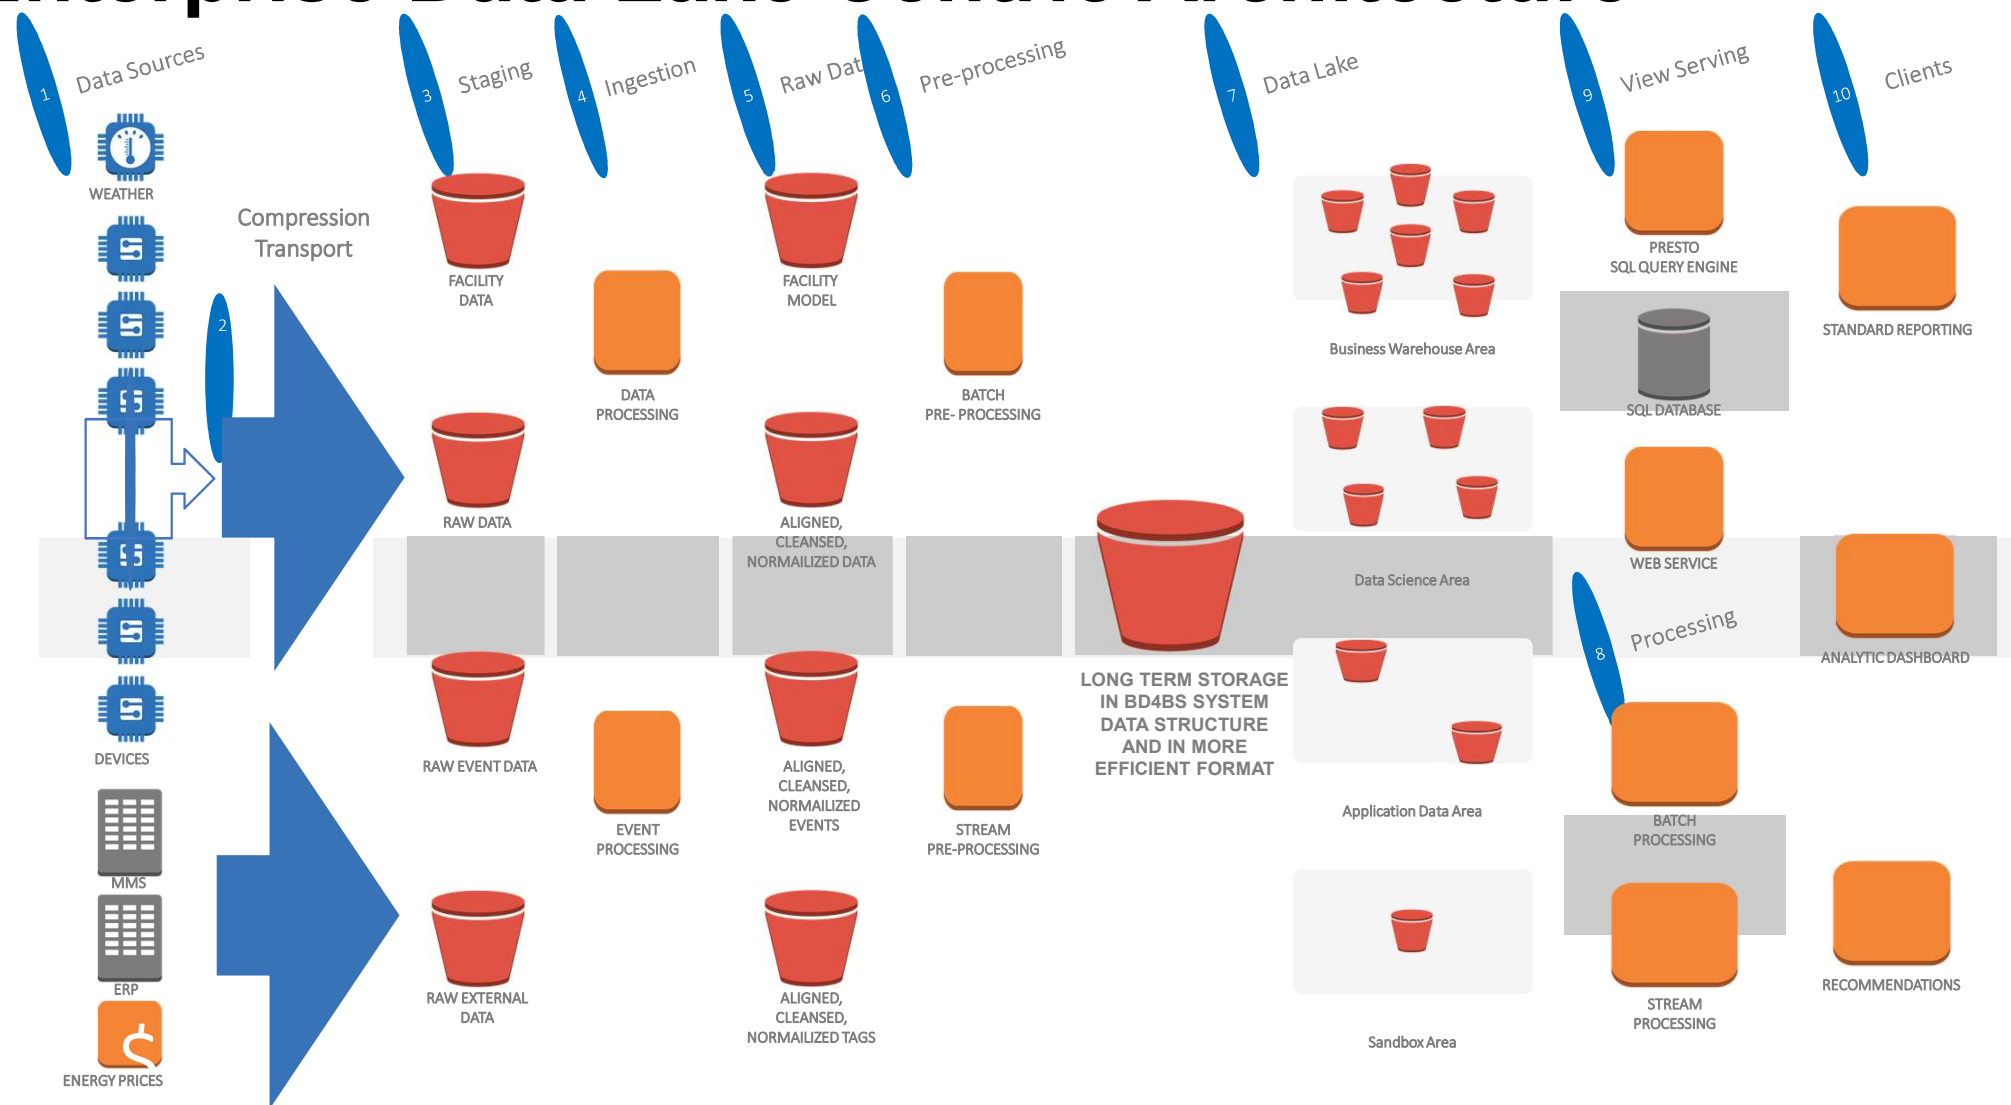 Enterprise Data Lake Centric Architecture
1
Data Sources
3
Staging
4
Ingestion
5
Raw Dat
6
Pre-processing
7
Data Lake
9
View Serving
10
Clients
WEATHER
Compression
Transport
2
DEVICES
MMS
ERP
$
ENERGY PRICES
FACILITY
DATA
RAW DATA
RAW EVENT DATA
RAW EXTERNAL
DATA
DATA
PROCESSING
EVENT
PROCESSING
FACILITY
MODEL
ALIGNED,
CLEANSED,
NORMAILIZED DATA
ALIGNED,
CLEANSED,
NORMAILIZED
EVENTS
ALIGNED,
CLEANSED,
NORMAILIZED TAGS
BATCH
PRE- PROCESSING
STREAM
PRE-PROCESSING
LONG TERM STORAGE
IN BD4BS SYSTEM
DATA STRUCTURE
AND IN MORE
EFFICIENT FORMAT
Business Warehouse Area
Data Science Area
Application Data Area
Sandbox Area
PRESTO
SQL QUERY ENGINE
SQL DATABASE
WEB SERVICE
8
Processing
BATCH
PROCESSING
STREAM
PROCESSING
STANDARD REPORTING
ANALYTIC DASHBOARD
RECOMMENDATIONS